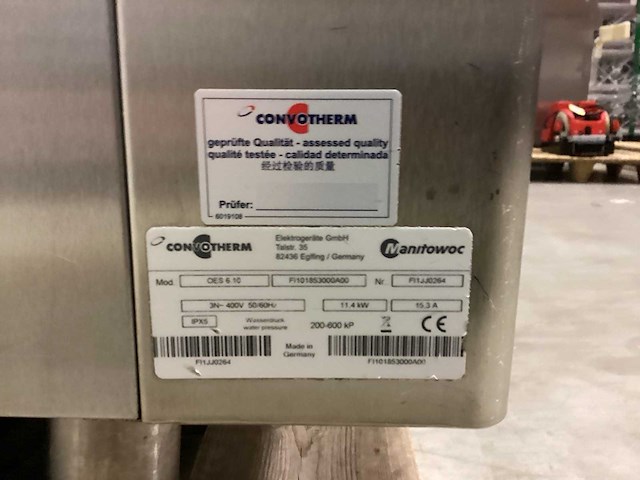 CONVOTHERM
geprüfte Qualität - assessed quality
qualité testée - calidad determinada
经过检验的质量
Prüfer:
6019108
CONVOTHERM
Elektrogeräte GmbH
Talstr. 35
82436 Eglfing / Germany
Manitowoc
Mod. OES 6.10 FI101853000A00 Nr. FI1JJ0264
3N~ 400V 50/60Hz 11.4 kW 15.3 A
IPX5 Wasserdruck water pressure 200-600 kP CE
Made in Germany
FI1JJ0264 FI101853000A00